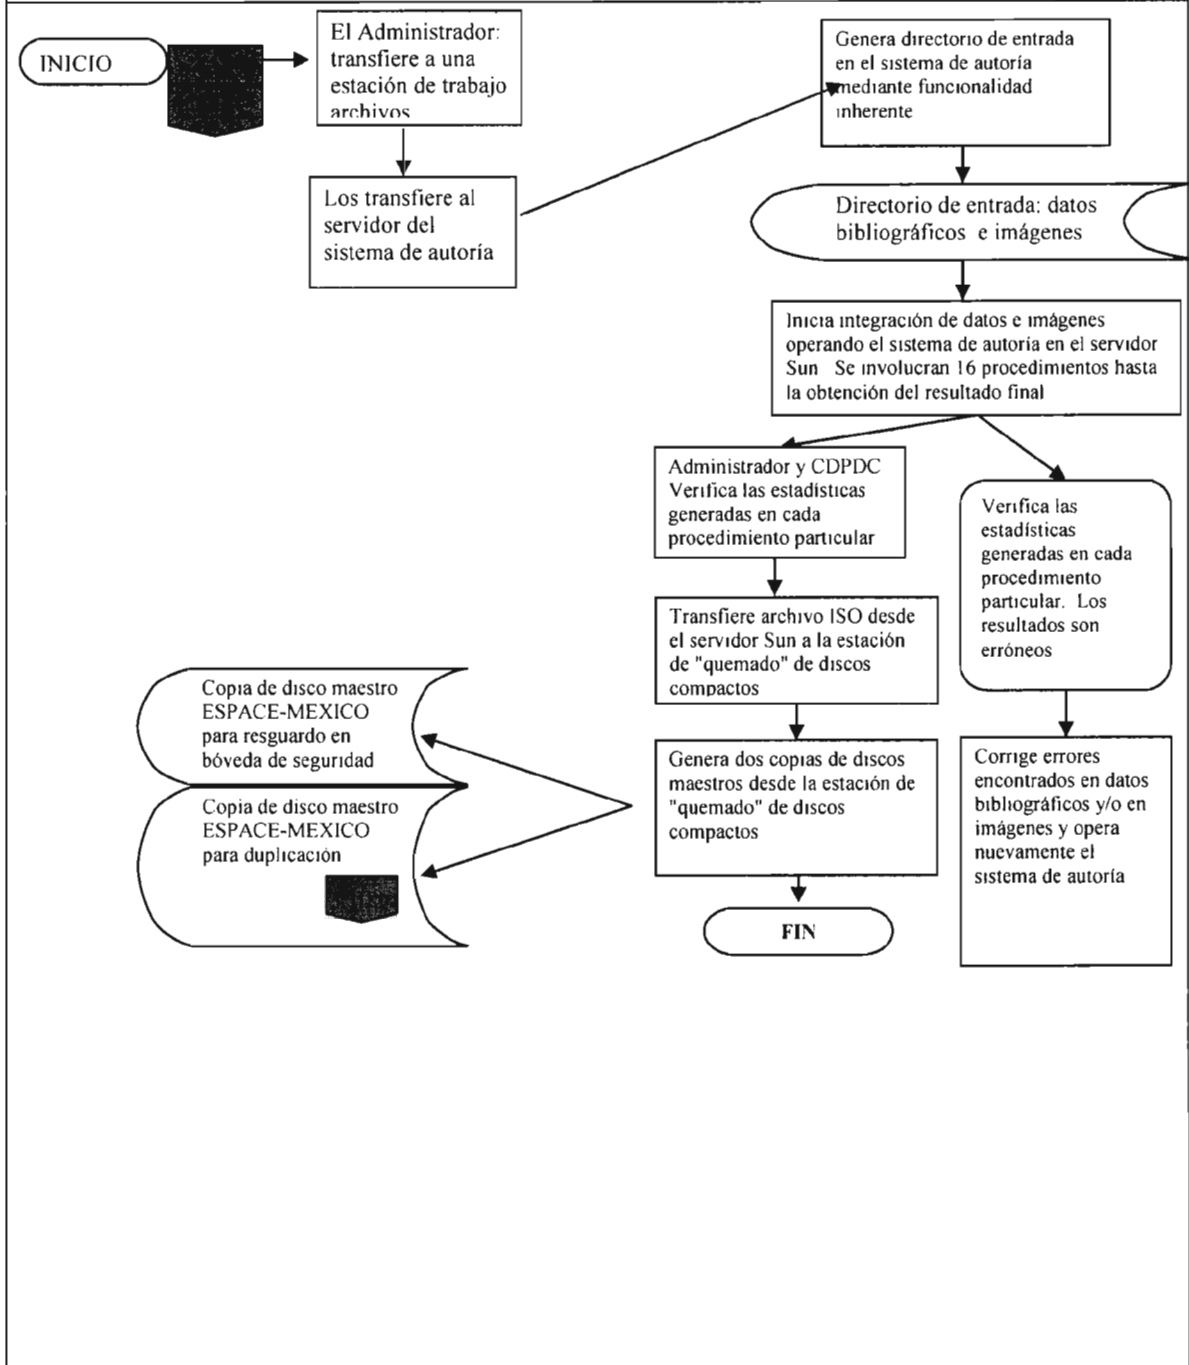 INICIO
El Administrador:
transfiere a una
estación de trabajo
archivos
Los transfiere al
servidor del
sistema de autoría
Genera directorio de entrada
en el sistema de autoría
mediante funcionalidad
inherente
Directorio de entrada: datos
bibliográficos e imágenes
Inicia integración de datos e imágenes
operando el sistema de autoría en el servidor
Sun Se involucran 16 procedimientos hasta
la obtención del resultado final
Administrador y CDPDC
Verifica las estadísticas
generadas en cada
procedimiento particular
Verifica las
estadísticas
generadas en cada
procedimiento
particular. Los
resultados son
erróneos
Transfiere archivo ISO desde
el servidor Sun a la estación
de "quemado" de discos
compactos
Copia de disco maestro
ESPACE-MEXICO
para resguardo en
bóveda de seguridad
Copia de disco maestro
ESPACE-MEXICO
para duplicación
Genera dos copias de discos
maestros desde la estación de
"quemado" de discos
compactos
Corrige errores
encontrados en datos
bibliográficos y/o en
imágenes y opera
nuevamente el
sistema de autoría
FIN